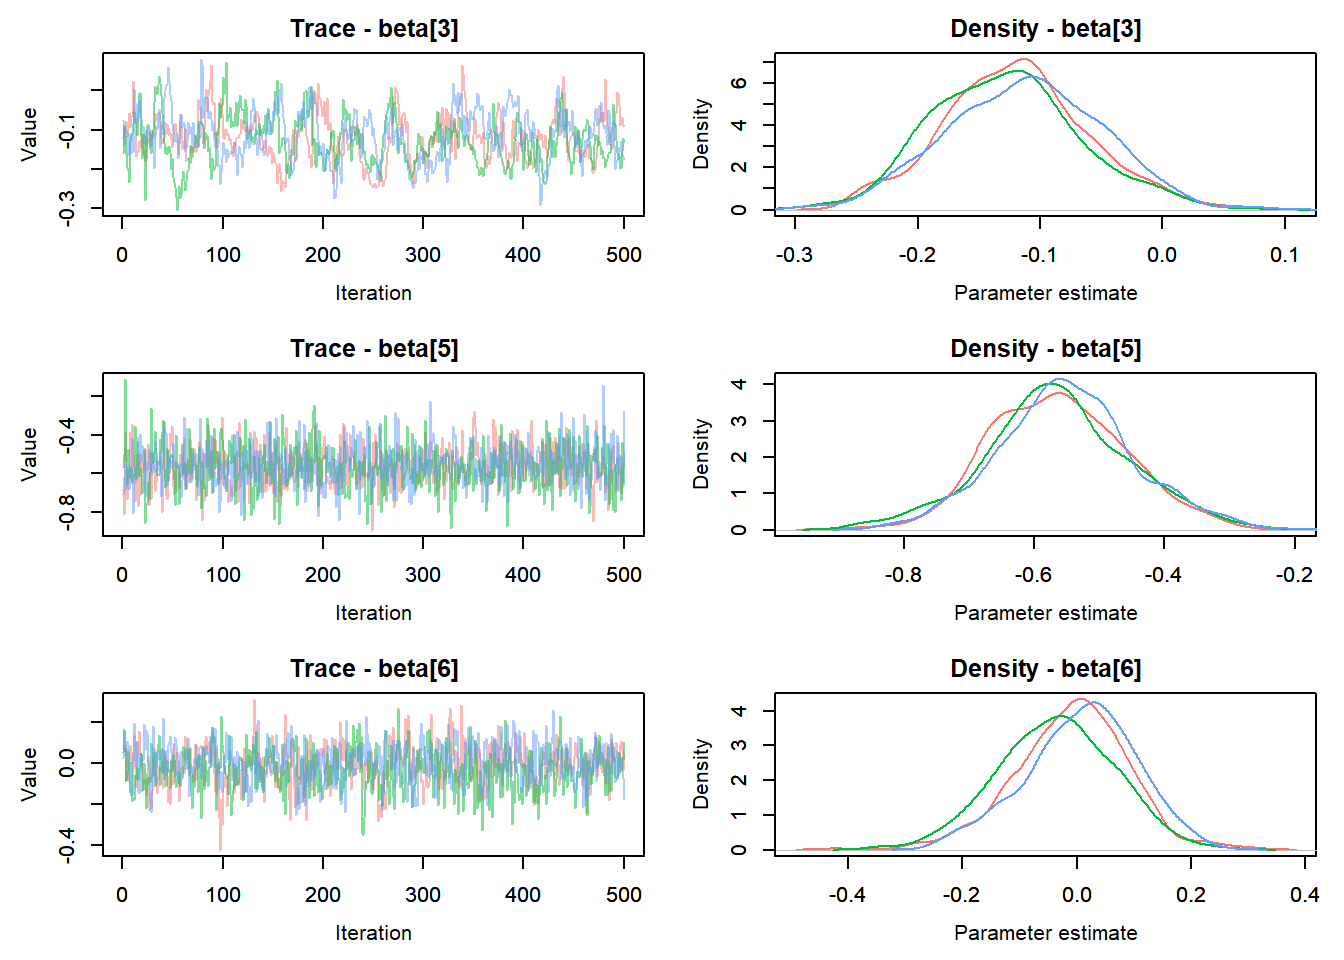 Trace - beta[3]
Value
-0.1
-0.3
0 100 200 300 400 500
Iteration
Density - beta[3]
Density
6
4
2
0
-0.3 -0.2 -0.1 0.0 0.1
Parameter estimate
Trace - beta[5]
Value
-0.4
-0.8
0 100 200 300 400 500
Iteration
Density - beta[5]
Density
4
3
2
1
0
-0.8 -0.6 -0.4 -0.2
Parameter estimate
Trace - beta[6]
Value
0.0
-0.4
0 100 200 300 400 500
Iteration
Density - beta[6]
Density
4
3
2
1
0
-0.4 -0.2 0.0 0.2 0.4
Parameter estimate